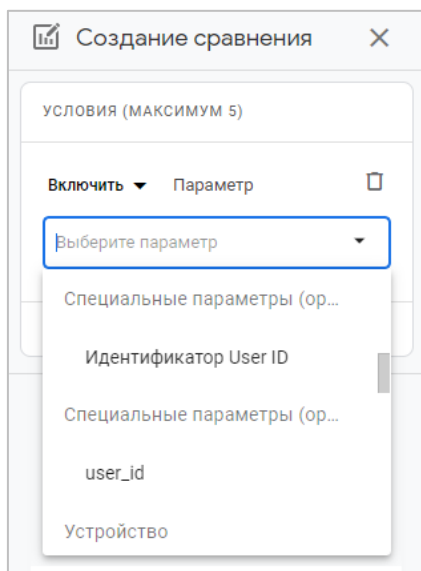 Создание сравнения
УСЛОВИЯ (МАКСИМУМ 5)
Включить Параметр
Выберите параметр
Специальные параметры (ор...
Идентификатор User ID
Специальные параметры (ор...
user_id
Устройство